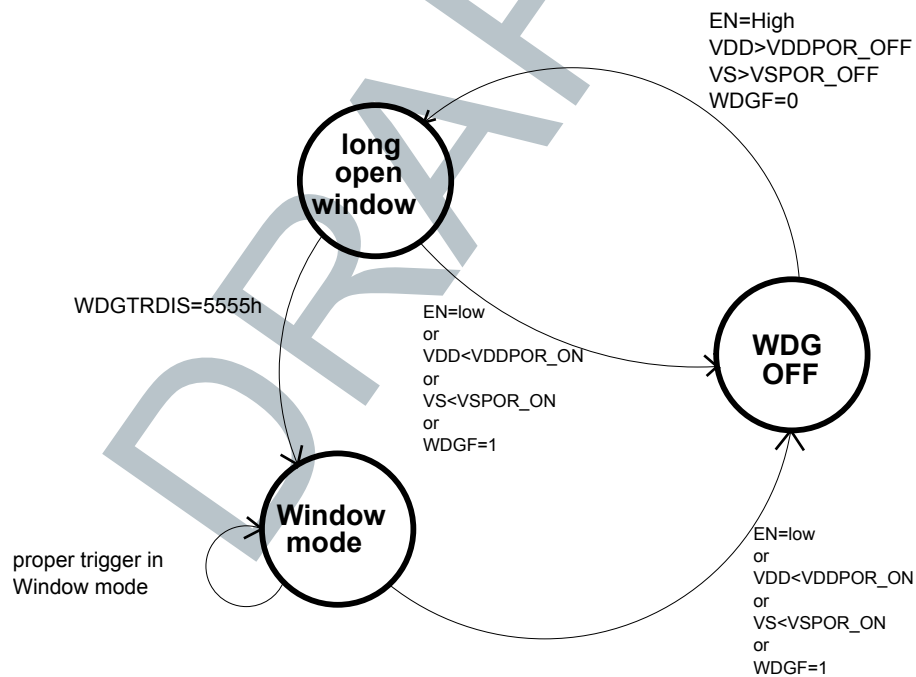 EN=High
VDD>VDDPOR_OFF
VS>VSPOR_OFF
WDGF=0
long
open
window
WDGTRDIS=5555h
EN=low
or
VDD<VDDPOR_ON
or
VS<VSPOR_ON
or
WDGF=1
WDG
OFF
Window
mode
proper trigger in
Window mode
EN=low
or
VDD<VDDPOR_ON
or
VS<VSPOR_ON
or
WDGF=1